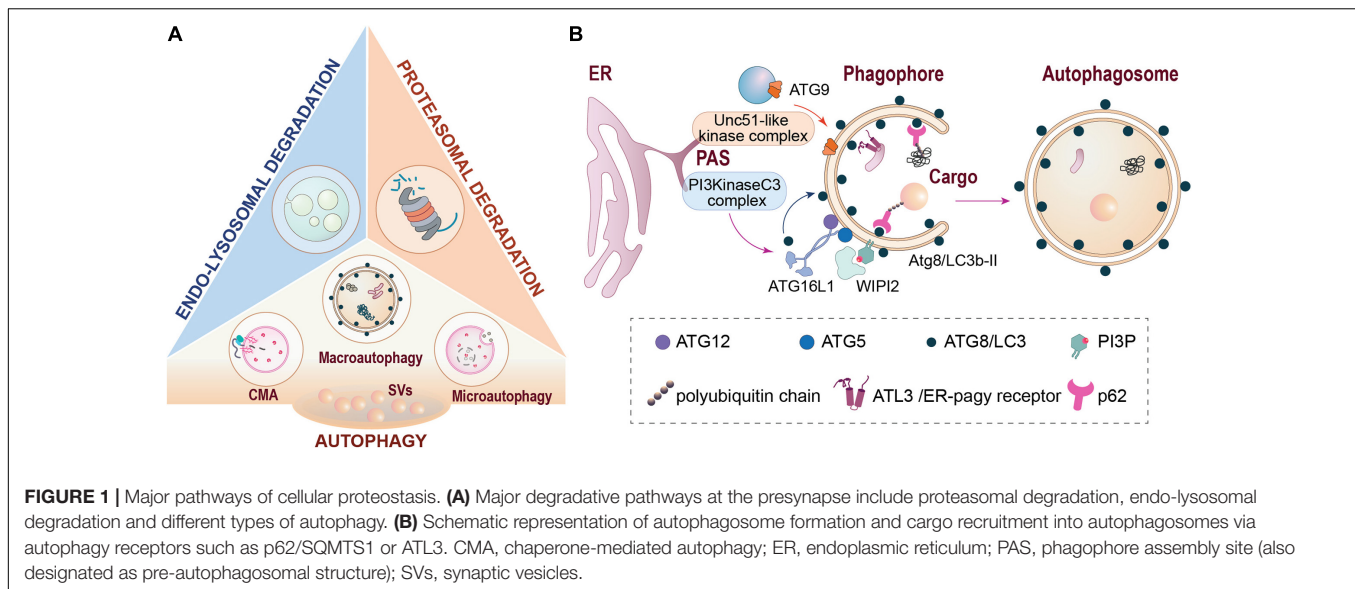 A
ENDO-LYSOSOMAL DEGRADATION
PROTEASOMAL DEGRADATION
Macroautophagy
CMA
SVs
Microautophagy
AUTOPHAGY
B
ER
ATG9
Phagophore
Autophagosome
Unc51-like
kinase complex
PAS
PI3KinaseC3
complex
Cargo
Atg8/LC3b-II
ATG16L1
WIPI2
ATG12
ATG5
ATG8/LC3
PI3P
polyubiquitin chain
ATL3 /ER-pagy receptor
p62
FIGURE 1 | Major pathways of cellular proteostasis. (A) Major degradative pathways at the presynapse include proteasomal degradation, endo-lysosomal
degradation and different types of autophagy. (B) Schematic representation of autophagosome formation and cargo recruitment into autophagosomes via
autophagy receptors such as p62/SQMTS1 or ATL3. CMA, chaperone-mediated autophagy; ER, endoplasmic reticulum; PAS, phagophore assembly site (also
designated as pre-autophagosomal structure); SVs, synaptic vesicles.